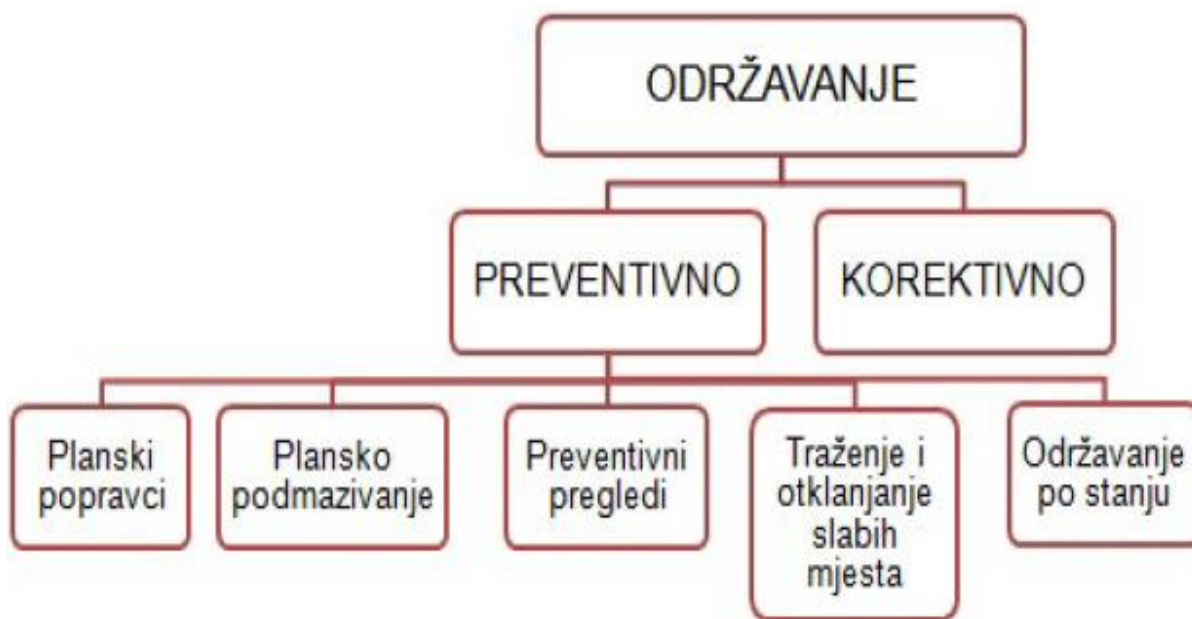 ODRŽAVANJE
PREVENTIVNO
KOREKTIVNO
Planski
popravci
Plansko
podmazivanje
Preventivni
pregledi
Traženje i
otklanjanje
slabih
mjesta
Održavanje
po stanju